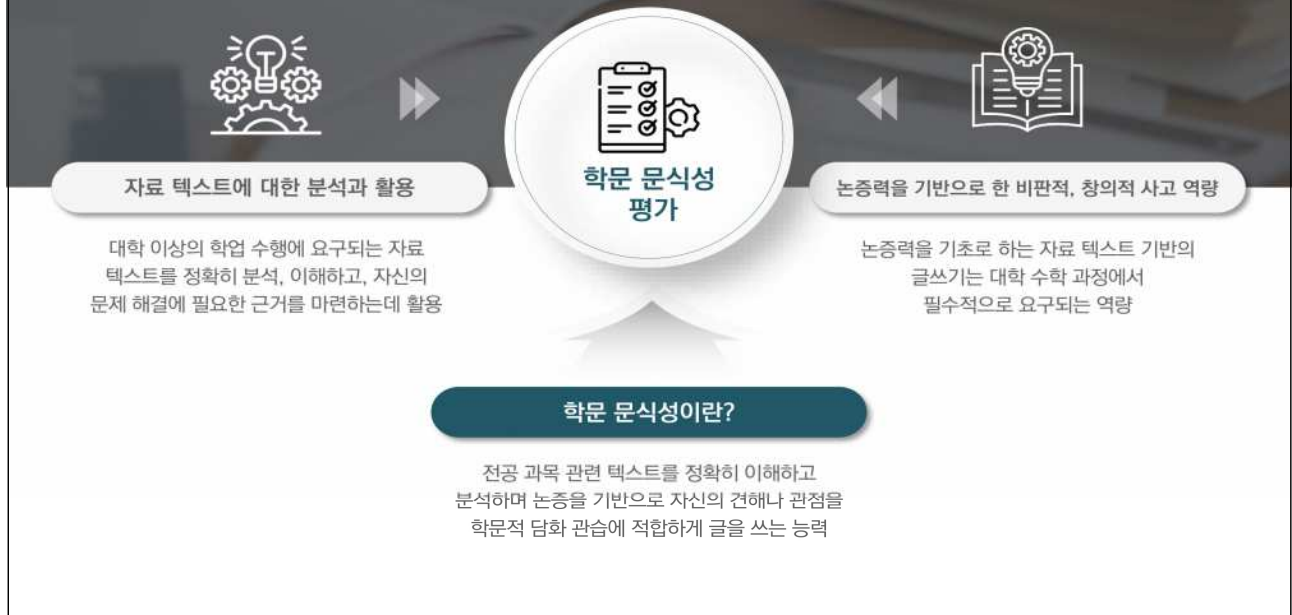 학문 문식성
평가
자료 텍스트에 대한 분석과 활용
대학 이상의 학업 수행에 요구되는 자료
텍스트를 정확히 분석, 이해하고, 자신의
문제 해결에 필요한 근거를 마련하는데 활용
논증력을 기반으로 한 비판적, 창의적 사고 역량
논증력을 기초로 하는 자료 텍스트 기반의
글쓰기는 대학 수학 과정에서
필수적으로 요구되는 역량
학문 문식성이란?
전공 과목 관련 텍스트를 정확히 이해하고
분석하며 논증을 기반으로 자신의 견해나 관점을
학문적 담화 관습에 적합하게 글을 쓰는 능력